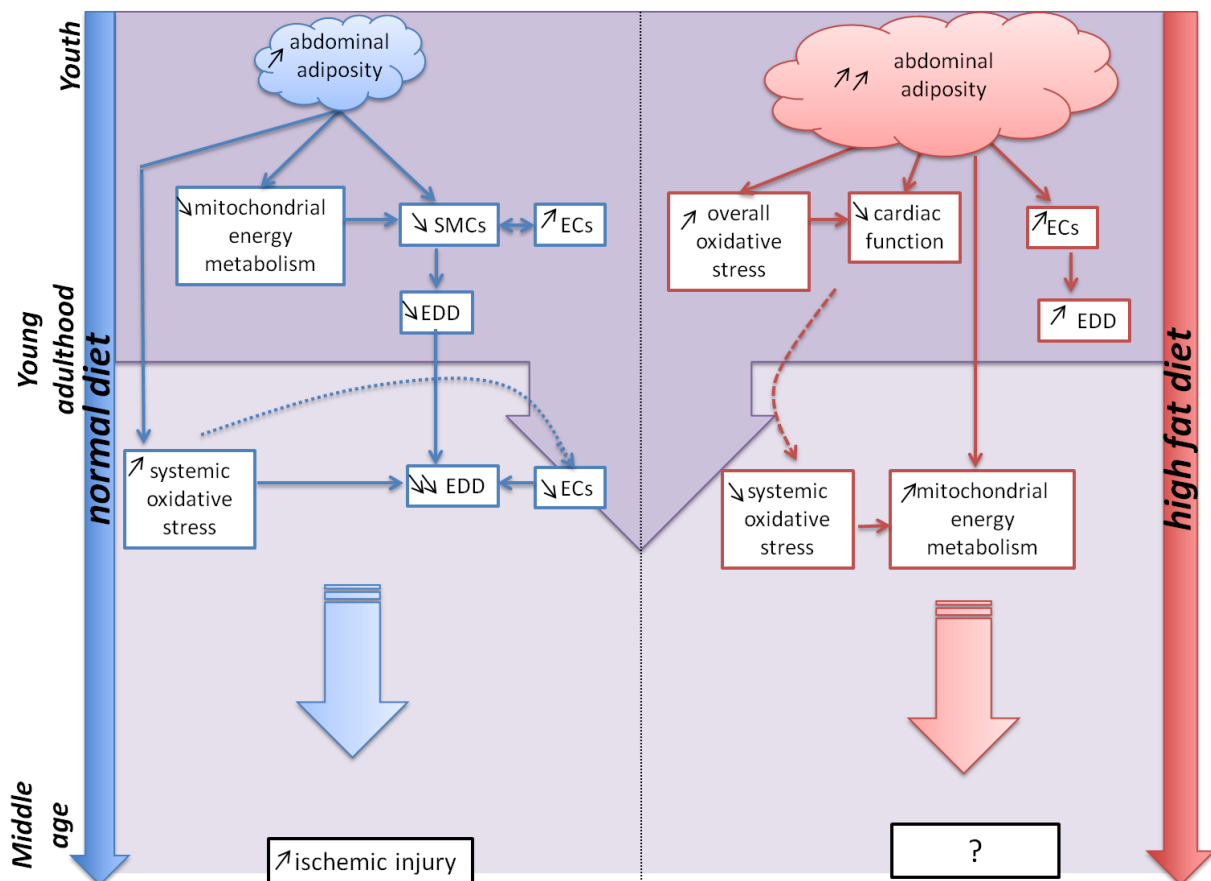 Youth
Young
adulthood
Middle
age
normal diet
↗ abdominal
adiposity
↘ mitochondrial
energy
metabolism
↘ SMCs
↗ ECs
↘ EDD
↗ systemic
oxidative
stress
↘↘ EDD
↘ ECs
↗ ischemic injury
high fat diet
↗↗ abdominal
adiposity
↗ overall
oxidative
stress
↘ cardiac
function
↗ ECs
↗ EDD
↘ systemic
oxidative
stress
↗ mitochondrial
energy
metabolism
?